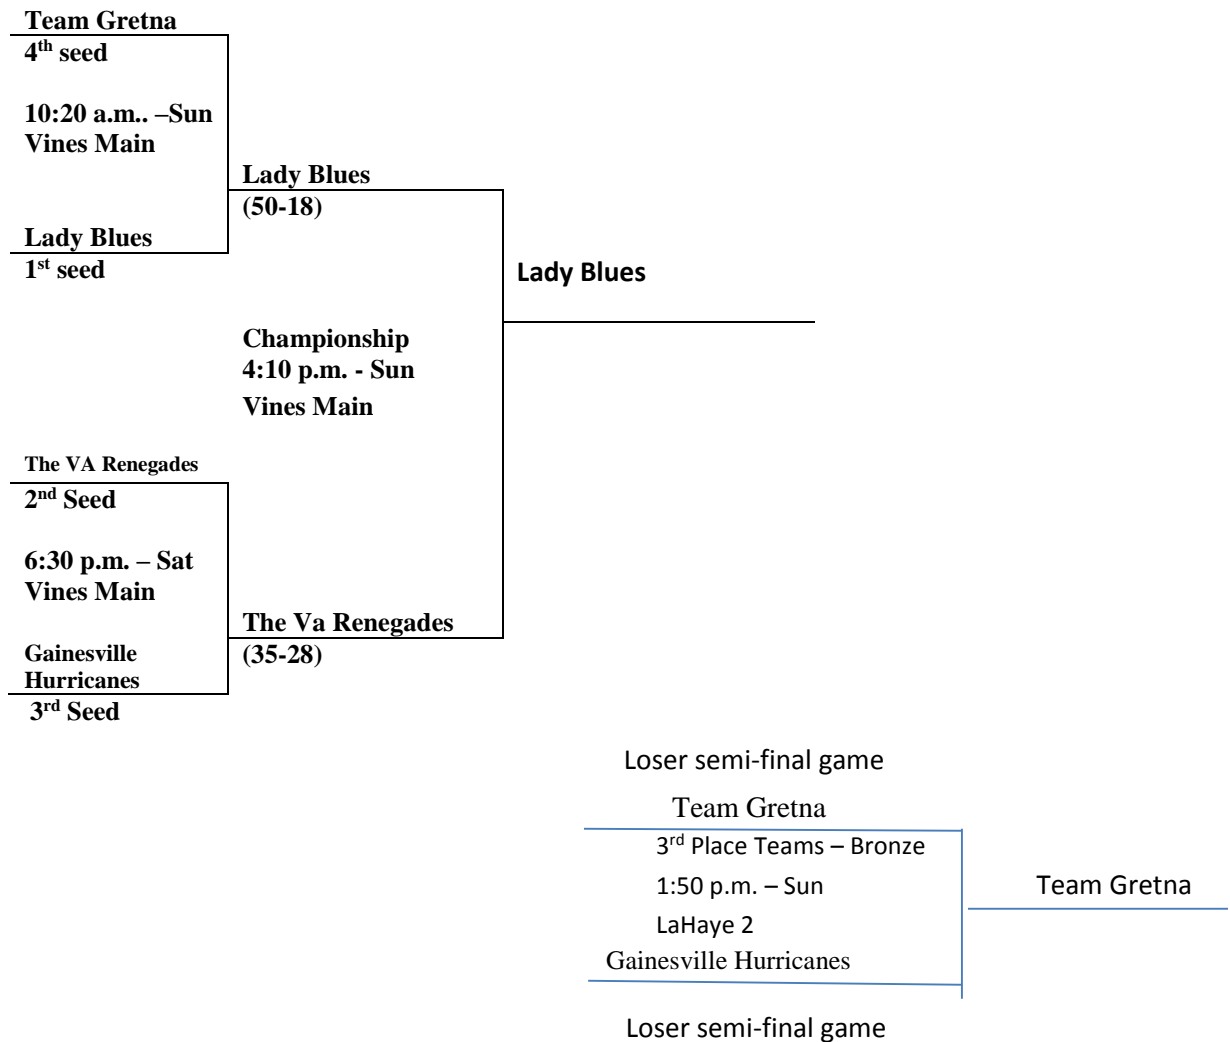 Team Gretna
4th seed
10:20 a.m.. –Sun
Vines Main
Lady Blues
(50-18)
Lady Blues
1st seed
Lady Blues
Championship
4:10 p.m. - Sun
Vines Main
The VA Renegades
2nd Seed
6:30 p.m. – Sat
Vines Main
The Va Renegades
(35-28)
Gainesville
Hurricanes
3rd Seed
Loser semi-final game
Team Gretna
3rd Place Teams – Bronze
1:50 p.m. – Sun
Team Gretna
LaHaye 2
Gainesville Hurricanes
Loser semi-final game